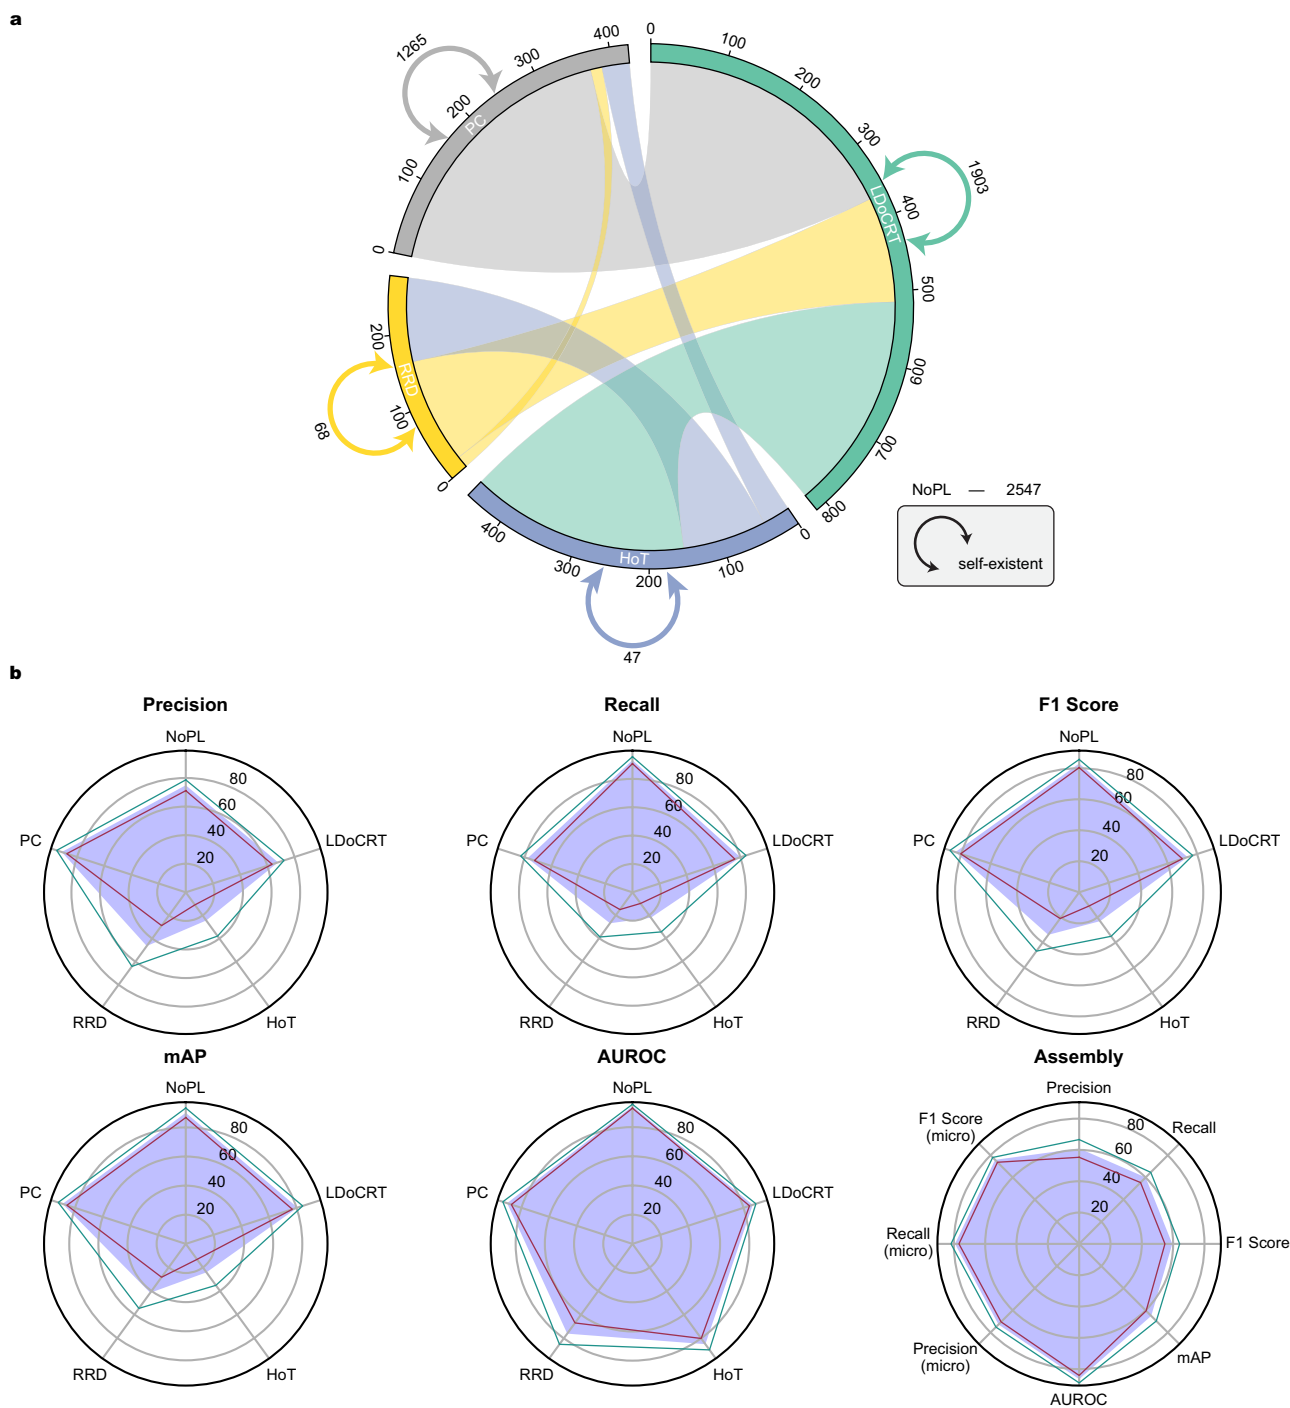 a
1265
0
100
200
300
400
PC
0
100
200
300
400
500
600
700
800
LDoCRT
1903
200
100
0
RRD
68
400
300
200
100
0
HoT
47
NoPL — 2547
self-existent
b
Precision
NoPL
80
60
40
20
PC
LDoCRT
RRD
HoT
Recall
NoPL
80
60
40
20
PC
LDoCRT
RRD
HoT
F1 Score
NoPL
80
60
40
20
PC
LDoCRT
RRD
HoT
mAP
NoPL
80
60
40
20
PC
LDoCRT
RRD
HoT
AUROC
NoPL
80
60
40
20
PC
LDoCRT
RRD
HoT
Assembly
Precision
F1 Score
(micro)
80
60
40
20
Recall
Recall
(micro)
F1 Score
Precision
(micro)
mAP
AUROC